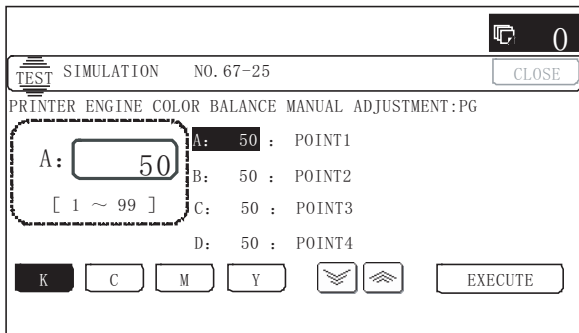 0
TEST SIMULATION NO.67-25 CLOSE
PRINTER ENGINE COLOR BALANCE MANUAL ADJUSTMENT:PG
A: 50
[ 1 ~ 99 ]
A: 50 : POINT1
B: 50 : POINT2
C: 50 : POINT3
D: 50 : POINT4
K C M Y EXECUTE